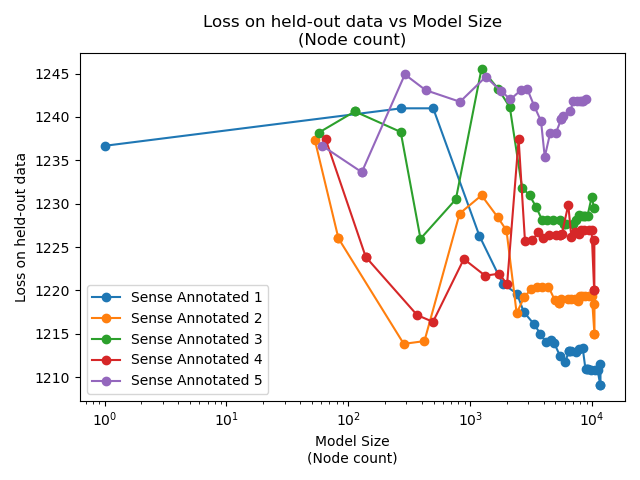 Loss on held-out data vs Model Size
(Node count)
Loss on held-out data
1245
1240
1235
1230
1225
1220
1215
1210
Sense Annotated 1
Sense Annotated 2
Sense Annotated 3
Sense Annotated 4
Sense Annotated 5
10⁰
10¹
10²
10³
10⁴
Model Size
(Node count)